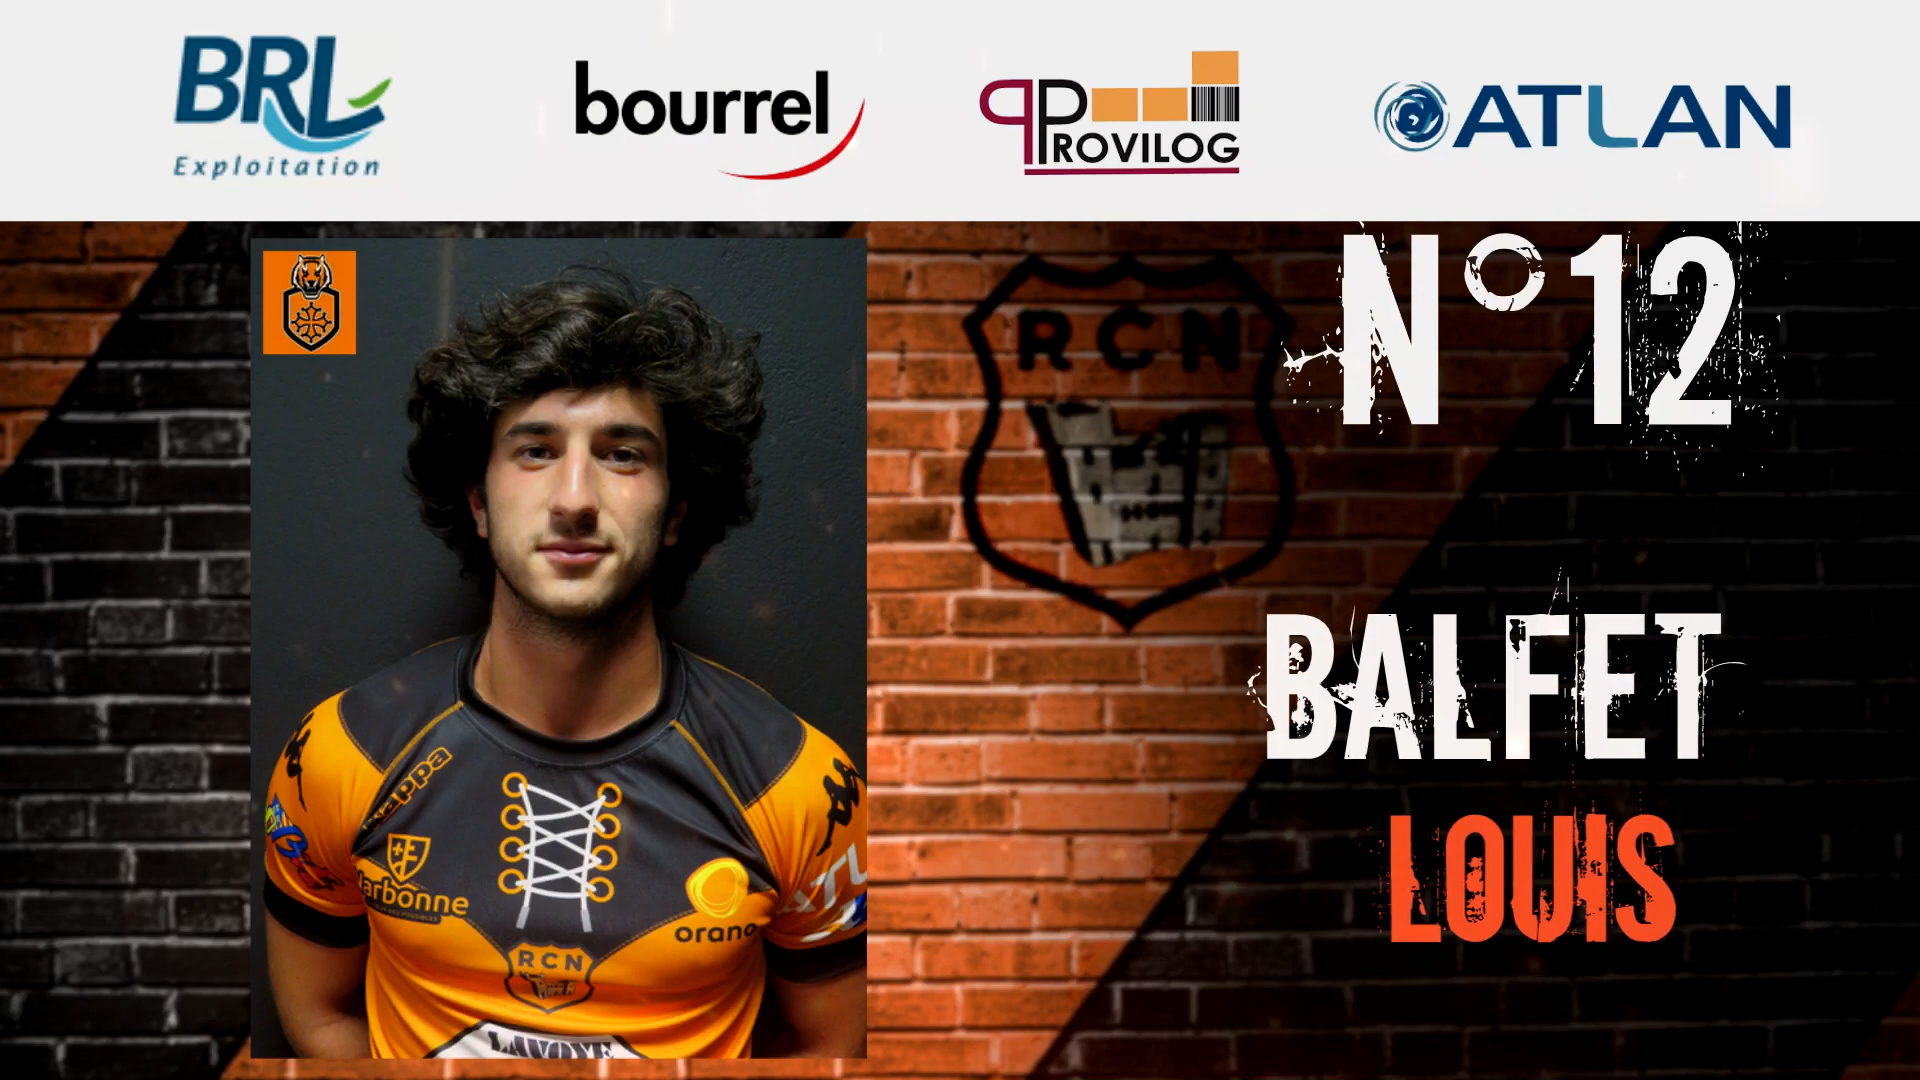 BRL
Exploitation
bourrel
PROVILOG
ATLAN
N°12
RCN
BALFET
LOUIS
Kappa
Narbonne
orano
RCN